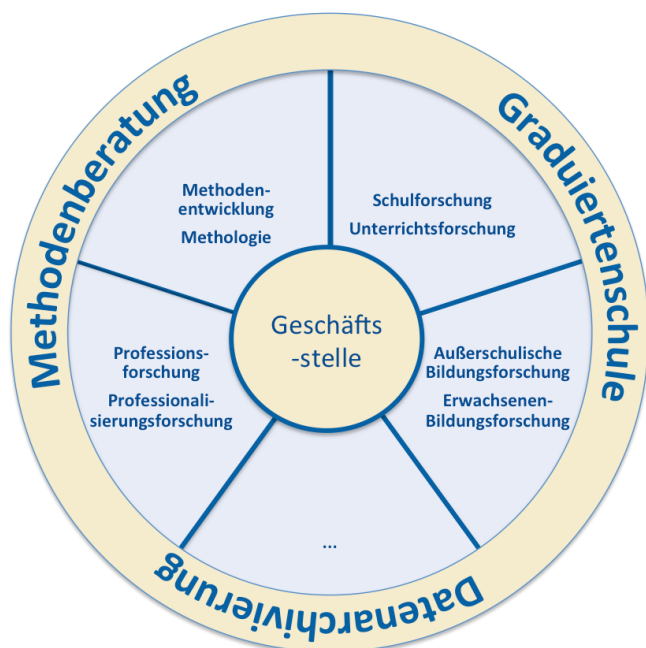 Methodenberatung
Graduiertenschule
Methoden-
entwicklung
Methologie
Schulforschung
Unterrichtsforschung
Geschäfts
-stelle
Professions-
forschung
Professionali-
sierungsforschung
Außerschulische
Bildungsforschung
Erwachsenen-
Bildungsforschung
...
Datenarchivierung